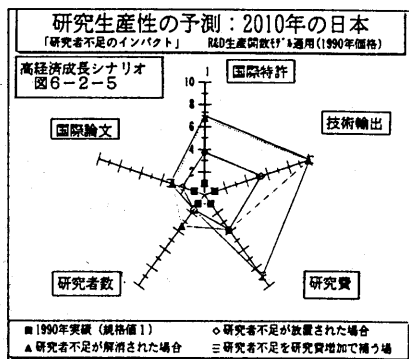 研究生産性の予測：2010年の日本
「研究者不足のインパクト」 R&D生産関数ﾓﾃﾞﾙ適用(1990年価格)
高経済成長シナリオ
図6-2-5
国際特許
10
8
6
4
2
国際論文
技術輸出
研究者数
研究費
■ 1990年実績（規格値1）
◇ 研究者不足が放置された場合
▲ 研究者不足が解消された場合
研究者不足を研究費増加で補う場